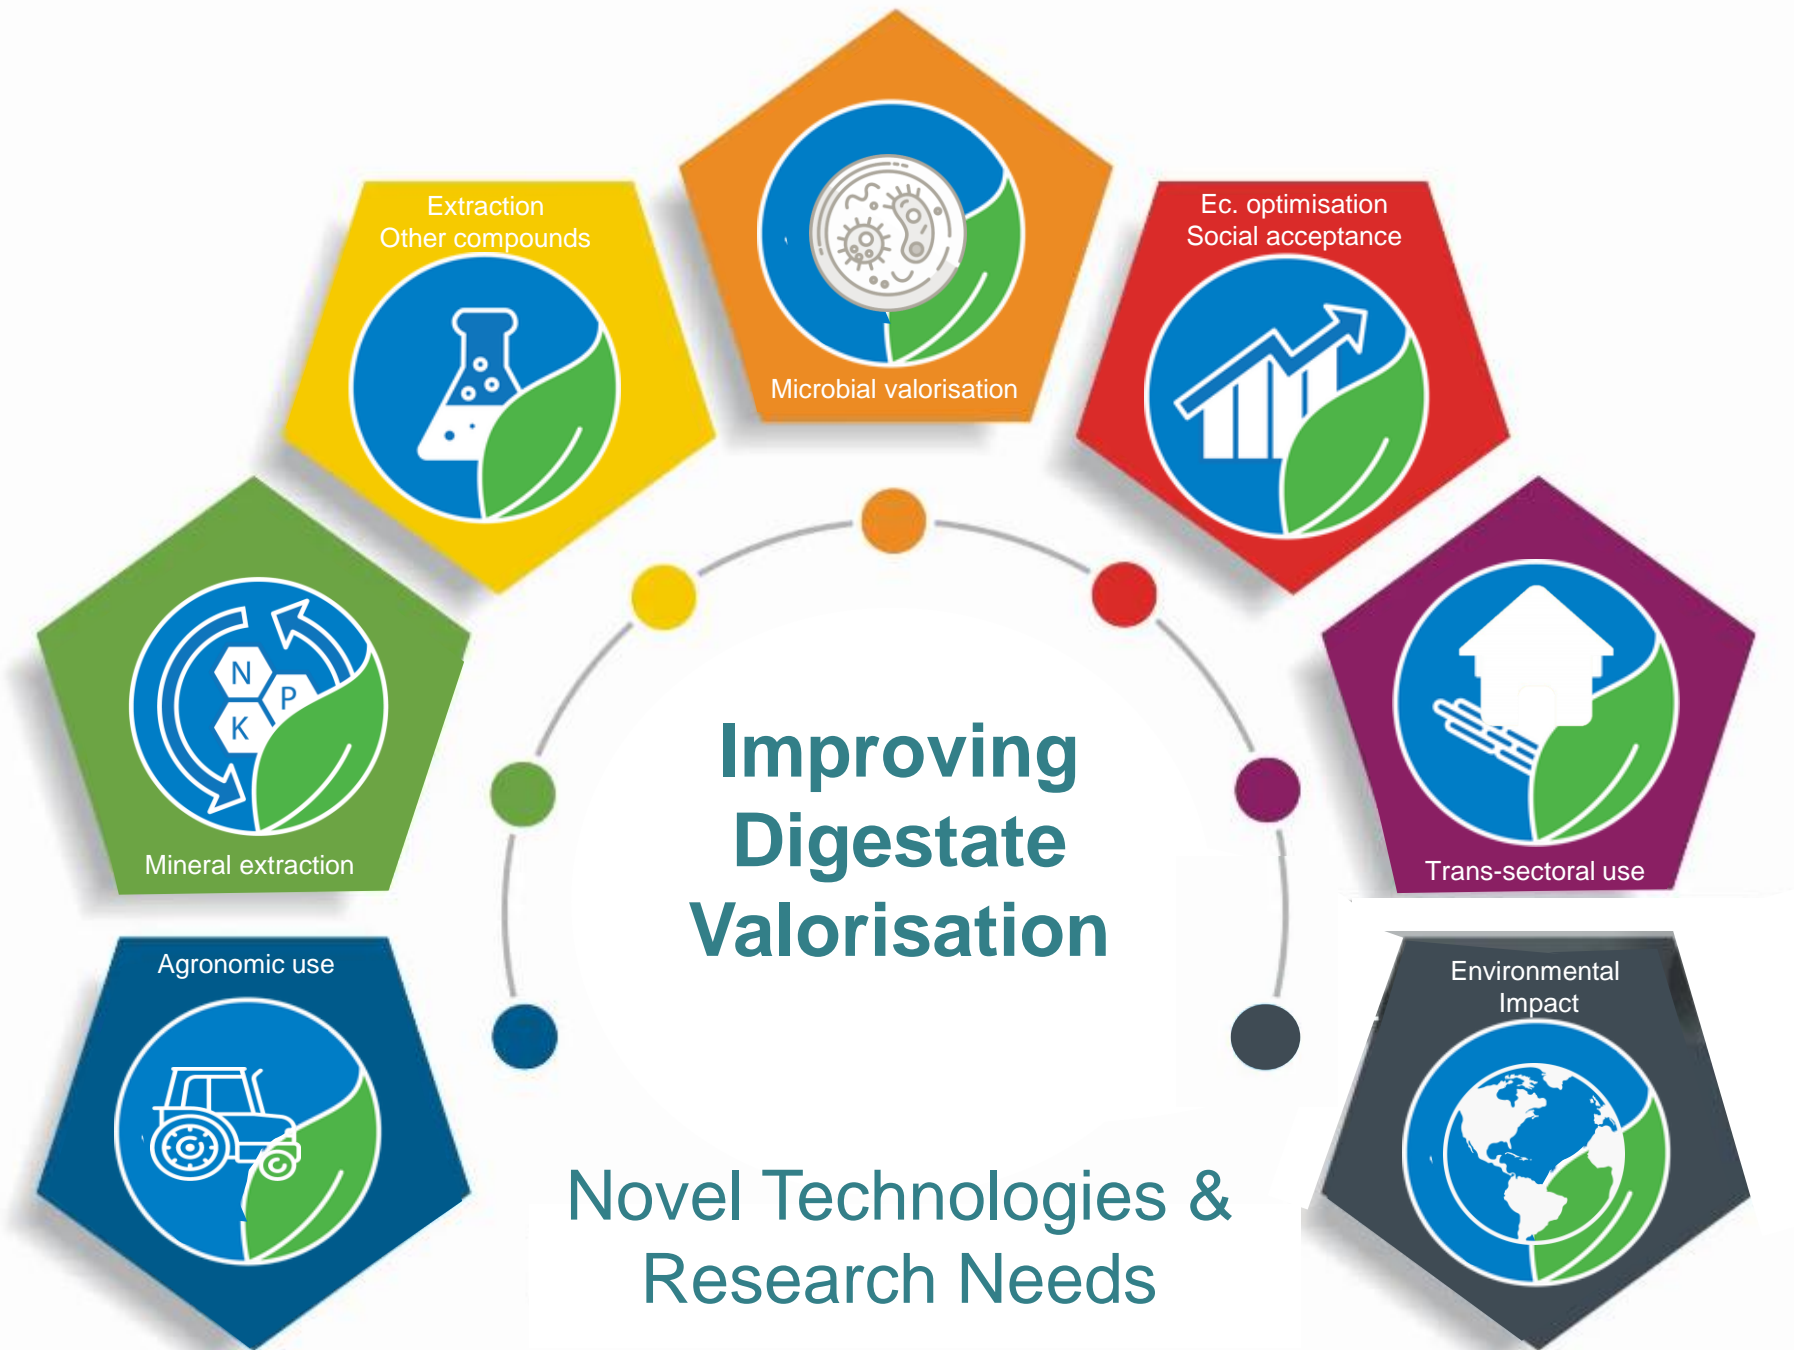 Extraction
Other compounds
Microbial valorisation
Ec. optimisation
Social acceptance
N
P
K
Mineral extraction
Trans-sectoral use
Agronomic use
Environmental
Impact
Improving
Digestate
Valorisation
Novel Technologies &
Research Needs